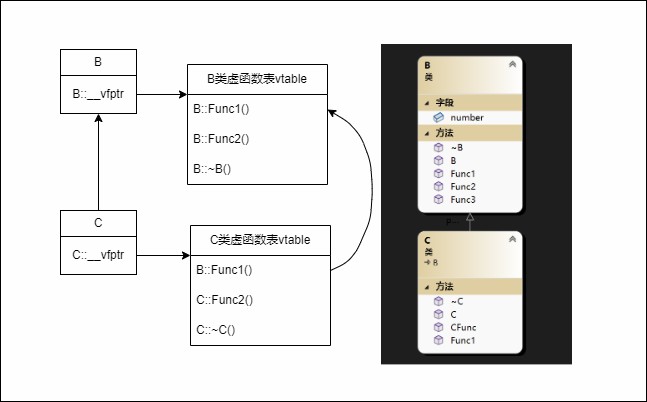 B
B::__vfptr
B类虚函数表vtable
B::Func1()
B::Func2()
B::~B()
C
C::__vfptr
C类虚函数表vtable
B::Func1()
C::Func2()
C::~C()
B
类
字段
number
方法
~B
B
Func1
Func2
Func3
C
类
B
方法
~C
C
CFunc
Func1